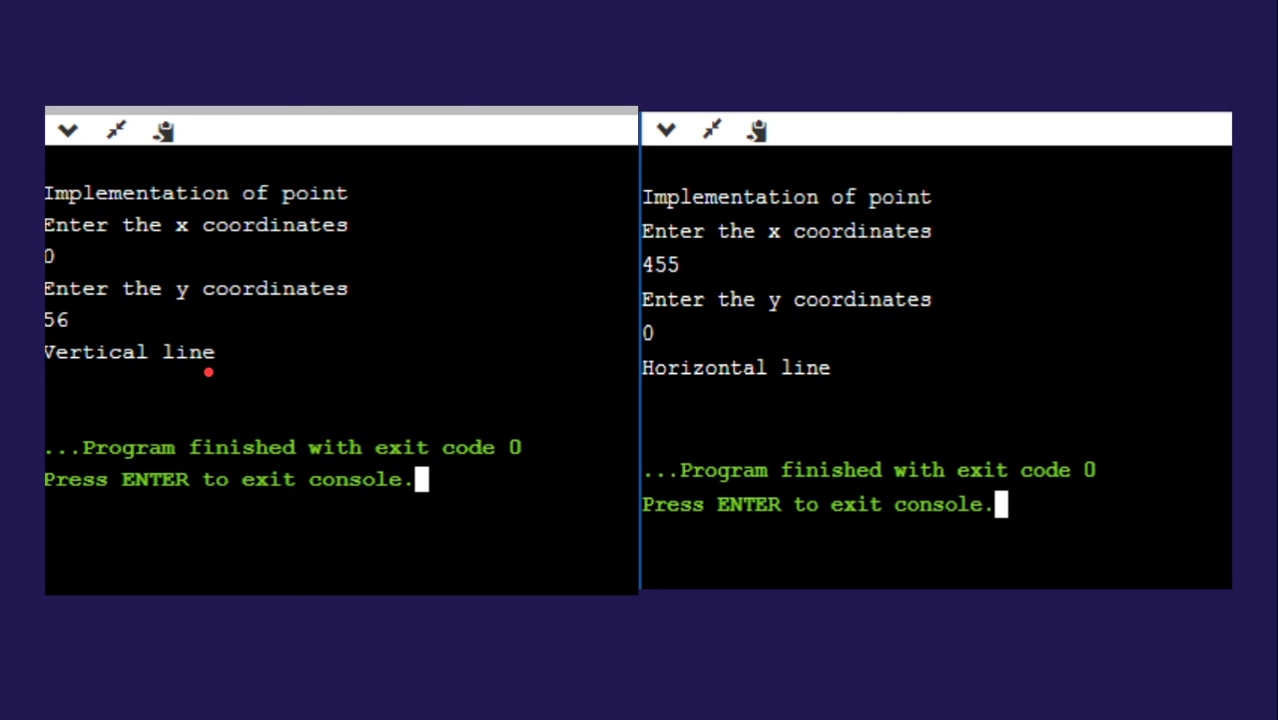 Implementation of point
Enter the x coordinates
0
Enter the y coordinates
56
Vertical line
...Program finished with exit code 0
Press ENTER to exit console.
Implementation of point
Enter the x coordinates
455
Enter the y coordinates
0
Horizontal line
...Program finished with exit code 0
Press ENTER to exit console.